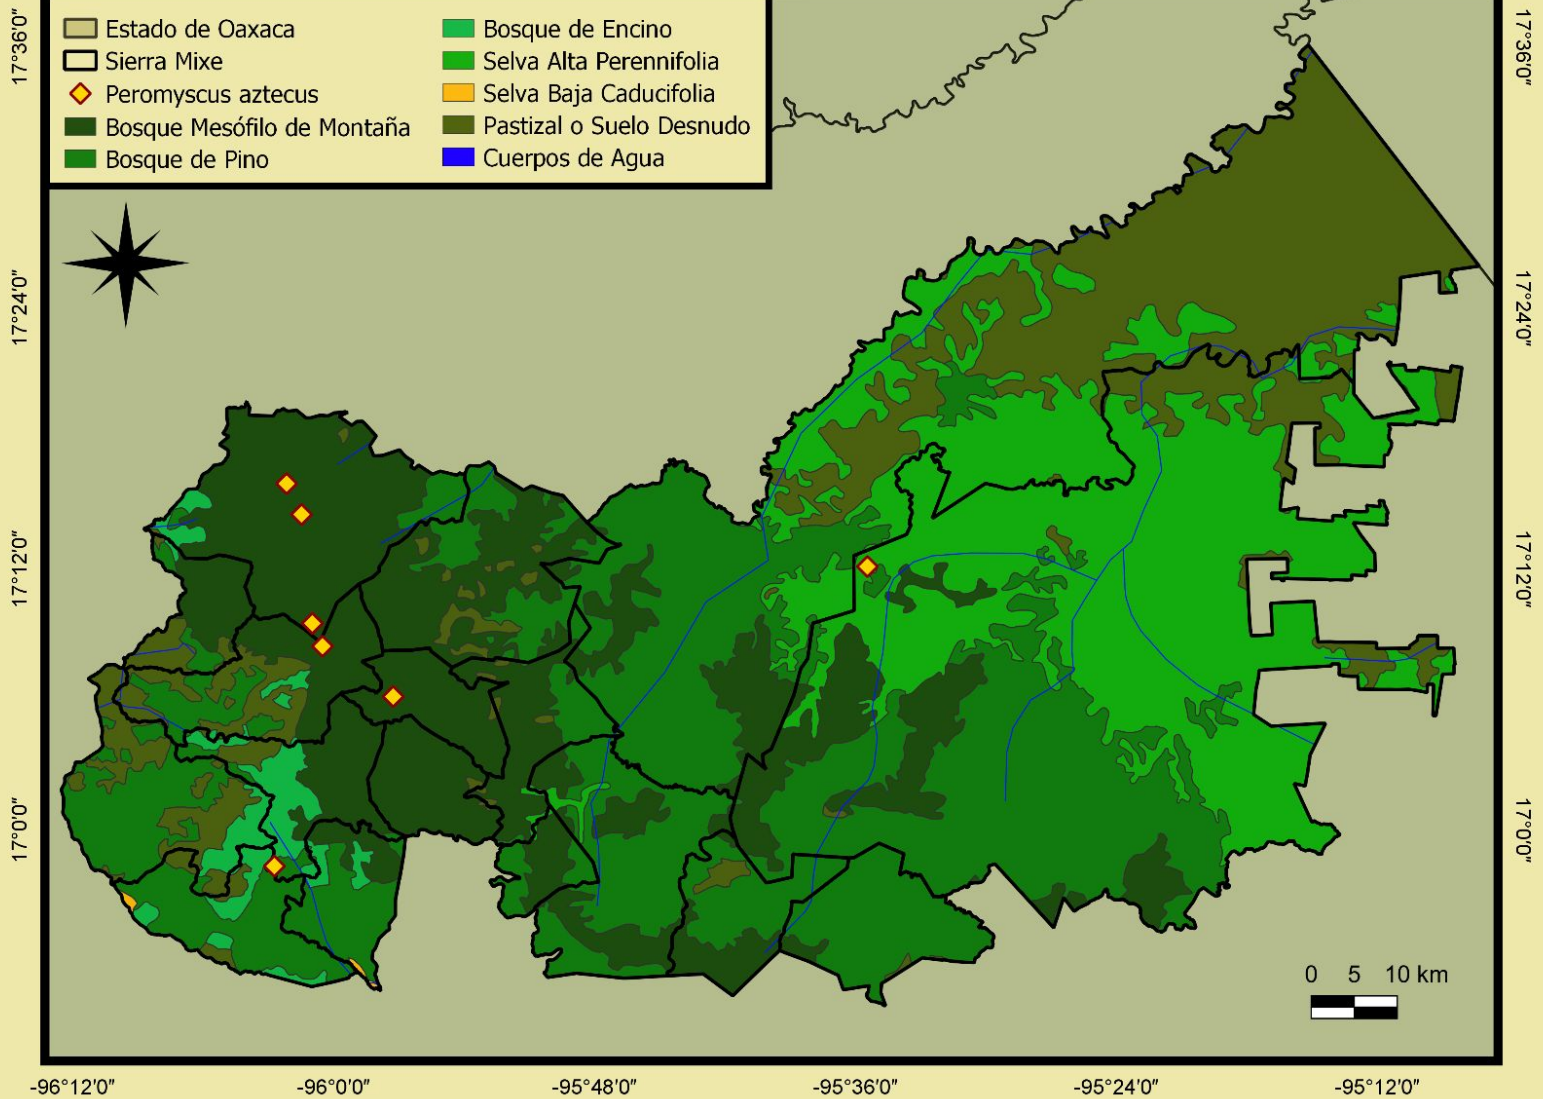 Estado de Oaxaca
Sierra Mixe
Peromyscus aztecus
Bosque Mesófilo de Montaña
Bosque de Pino
Bosque de Encino
Selva Alta Perennifolia
Selva Baja Caducifolia
Pastizal o Suelo Desnudo
Cuerpos de Agua
17°36'0"
17°24'0"
17°12'0"
17°0'0"
17°36'0"
17°24'0"
17°12'0"
17°0'0"
0 5 10 km
-96°12'0" -96°0'0" -95°48'0" -95°36'0" -95°24'0" -95°12'0"